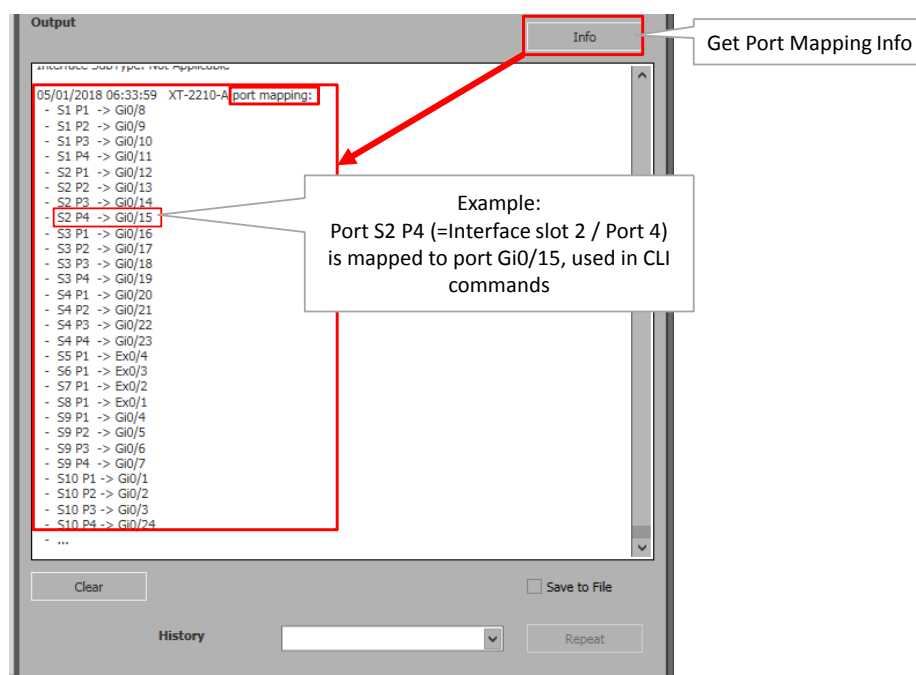 Output
Info
Get Port Mapping Info
Interface SubType: Not Applicable
05/01/2018 06:33:59 XT-2210-A port mapping:
- S1 P1 -> Gi0/8
- S1 P2 -> Gi0/9
- S1 P3 -> Gi0/10
- S1 P4 -> Gi0/11
- S2 P1 -> Gi0/12
- S2 P2 -> Gi0/13
- S2 P3 -> Gi0/14
- S2 P4 -> Gi0/15
- S3 P1 -> Gi0/16
- S3 P2 -> Gi0/17
- S3 P3 -> Gi0/18
- S3 P4 -> Gi0/19
- S4 P1 -> Gi0/20
- S4 P2 -> Gi0/21
- S4 P3 -> Gi0/22
- S4 P4 -> Gi0/23
- S5 P1 -> Ex0/4
- S6 P1 -> Ex0/3
- S7 P1 -> Ex0/2
- S8 P1 -> Ex0/1
- S9 P1 -> Gi0/4
- S9 P2 -> Gi0/5
- S9 P3 -> Gi0/6
- S9 P4 -> Gi0/7
- S10 P1 -> Gi0/1
- S10 P2 -> Gi0/2
- S10 P3 -> Gi0/3
- S10 P4 -> Gi0/24
- ...
Example:
Port S2 P4 (=Interface slot 2 / Port 4)
is mapped to port Gi0/15, used in CLI
commands
Clear
Save to File
History
Repeat